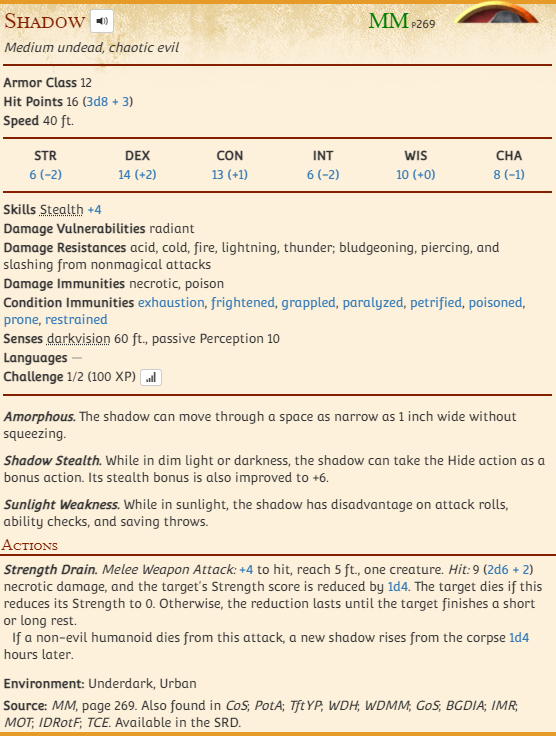 Shadow MM p269
Medium undead, chaotic evil
Armor Class 12
Hit Points 16 (3d8 + 3)
Speed 40 ft.
STR DEX CON INT WIS CHA
6 (−2) 14 (+2) 13 (+1) 6 (−2) 10 (+0) 8 (−1)
Skills Stealth +4
Damage Vulnerabilities radiant
Damage Resistances acid, cold, fire, lightning, thunder; bludgeoning, piercing, and
slashing from nonmagical attacks
Damage Immunities necrotic, poison
Condition Immunities exhaustion, frightened, grappled, paralyzed, petrified, poisoned,
prone, restrained
Senses darkvision 60 ft., passive Perception 10
Languages —
Challenge 1/2 (100 XP)
Amorphous. The shadow can move through a space as narrow as 1 inch wide without
squeezing.
Shadow Stealth. While in dim light or darkness, the shadow can take the Hide action as a
bonus action. Its stealth bonus is also improved to +6.
Sunlight Weakness. While in sunlight, the shadow has disadvantage on attack rolls,
ability checks, and saving throws.
Actions
Strength Drain. Melee Weapon Attack: +4 to hit, reach 5 ft., one creature. Hit: 9 (2d6 + 2)
necrotic damage, and the target's Strength score is reduced by 1d4. The target dies if this
reduces its Strength to 0. Otherwise, the reduction lasts until the target finishes a short
or long rest.
If a non-evil humanoid dies from this attack, a new shadow rises from the corpse 1d4
hours later.
Environment: Underdark, Urban
Source: MM, page 269. Also found in CoS; PotA; TftYP; WDH; WDMM; GoS; BGDIA; IMR;
MOT; IDRotF; TCE. Available in the SRD.